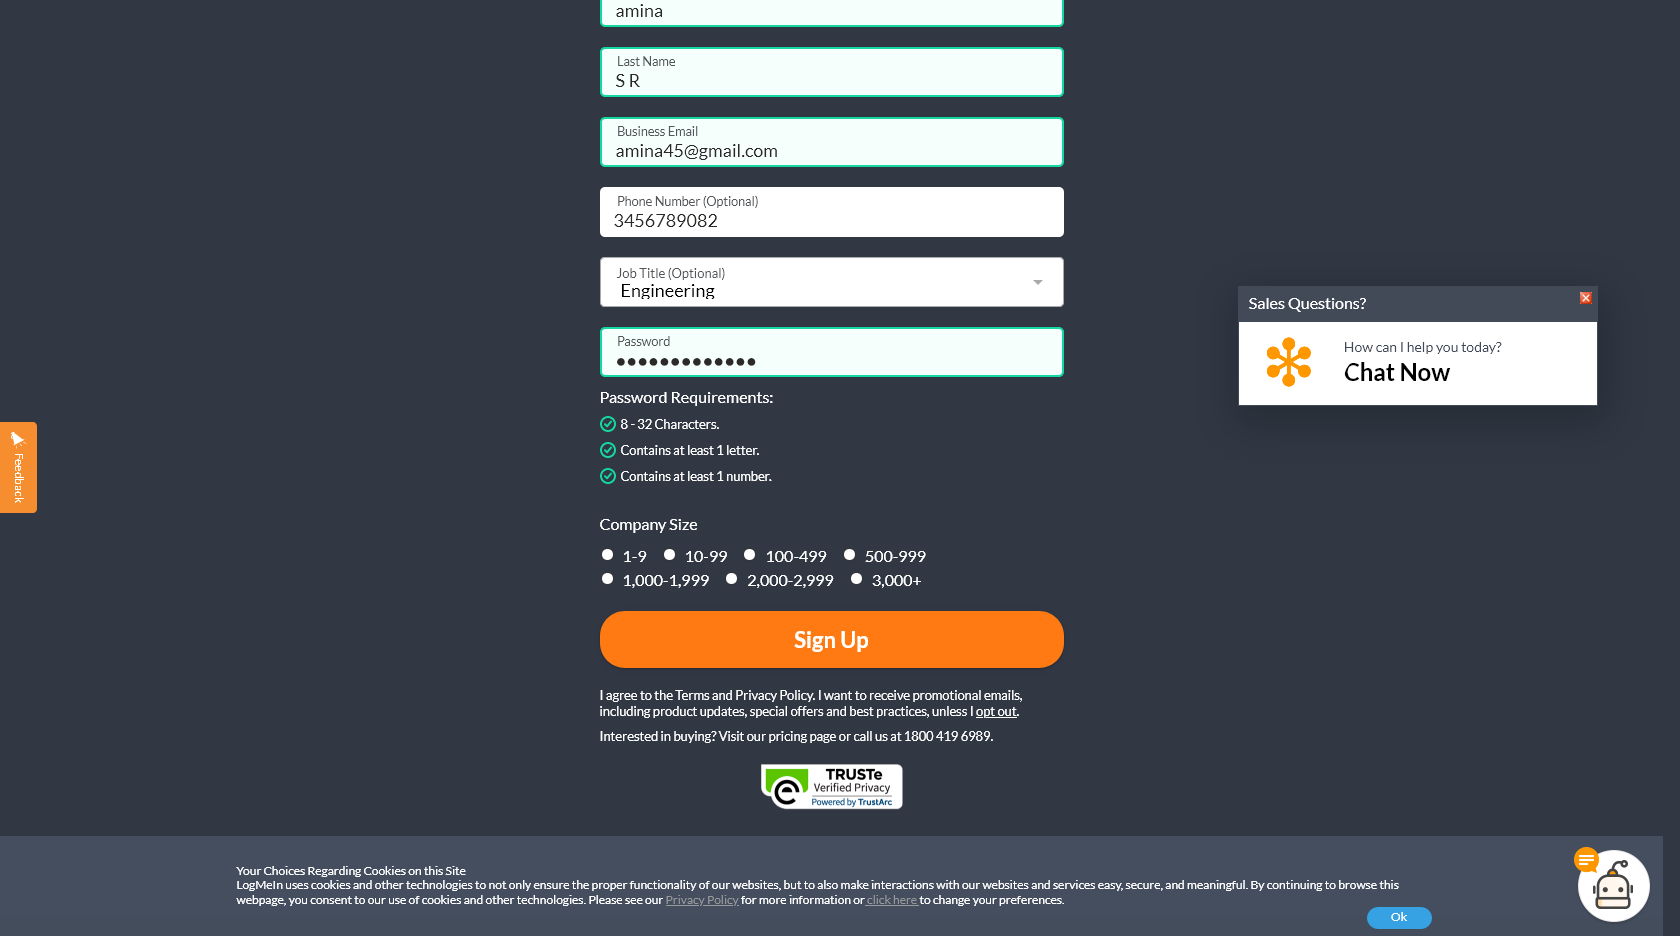 amina
Last Name
S R
Business Email
amina45@gmail.com
Phone Number (Optional)
3456789082
Job Title (Optional)
Engineering
Password
•••••••••••••
Password Requirements:
8 - 32 Characters.
Contains at least 1 letter.
Contains at least 1 number.
Company Size
1-9 10-99 100-499 500-999
1,000-1,999 2,000-2,999 3,000+
Sign Up
I agree to the Terms and Privacy Policy. I want to receive promotional emails,
including product updates, special offers and best practices, unless I opt out.
Interested in buying? Visit our pricing page or call us at 1800 419 6989.
TRUSTe
Verified Privacy
Powered by TrustArc
Feedback
Sales Questions?
How can I help you today?
Chat Now
Your Choices Regarding Cookies on this Site
LogMeIn uses cookies and other technologies to not only ensure the proper functionality of our websites, but to also make interactions with our websites and services easy, secure, and meaningful. By continuing to browse this
webpage, you consent to our use of cookies and other technologies. Please see our Privacy Policy for more information or click here to change your preferences.
Ok